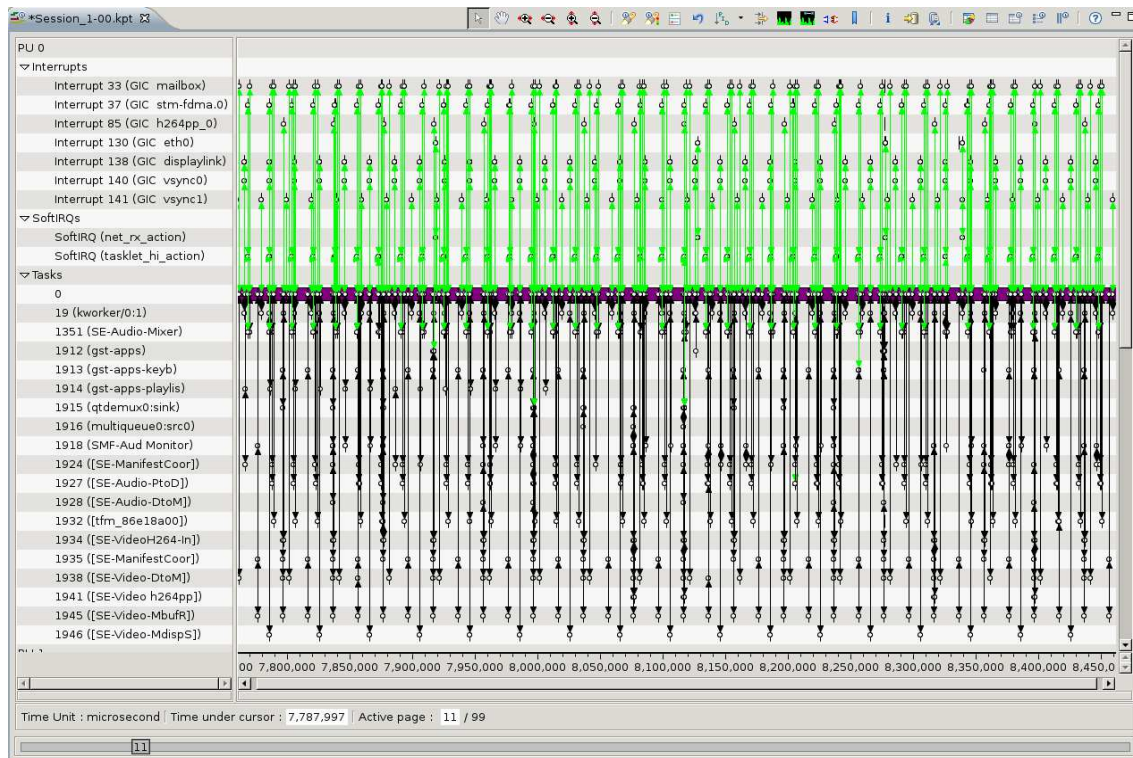 *Session_1-00.kpt
PU 0
Interrupts
Interrupt 33 (GIC mailbox)
Interrupt 37 (GIC stm-fdma.0)
Interrupt 85 (GIC h264pp_0)
Interrupt 130 (GIC eth0)
Interrupt 138 (GIC displaylink)
Interrupt 140 (GIC vsync0)
Interrupt 141 (GIC vsync1)
SoftIRQs
SoftIRQ (net_rx_action)
SoftIRQ (tasklet_hi_action)
Tasks
0
19 (kworker/0:1)
1351 (SE-Audio-Mixer)
1912 (gst-apps)
1913 (gst-apps-keyb)
1914 (gst-apps-playlis)
1915 (qtdemux0:sink)
1916 (multiqueue0:src0)
1918 (SMF-Aud Monitor)
1924 ([SE-ManifestCoor])
1927 ([SE-Audio-PtoD])
1928 ([SE-Audio-DtoM])
1932 ([tfm_86e18a00])
1934 ([SE-VideoH264-In])
1935 ([SE-ManifestCoor])
1938 ([SE-Video-DtoM])
1941 ([SE-Video h264pp])
1945 ([SE-Video-MbufR])
1946 ([SE-Video-MdispS])
00 7,800,000 7,850,000 7,900,000 7,950,000 8,000,000 8,050,000 8,100,000 8,150,000 8,200,000 8,250,000 8,300,000 8,350,000 8,400,000 8,450,0
Time Unit : microsecond Time under cursor : 7,787,997 Active page : 11 / 99
11